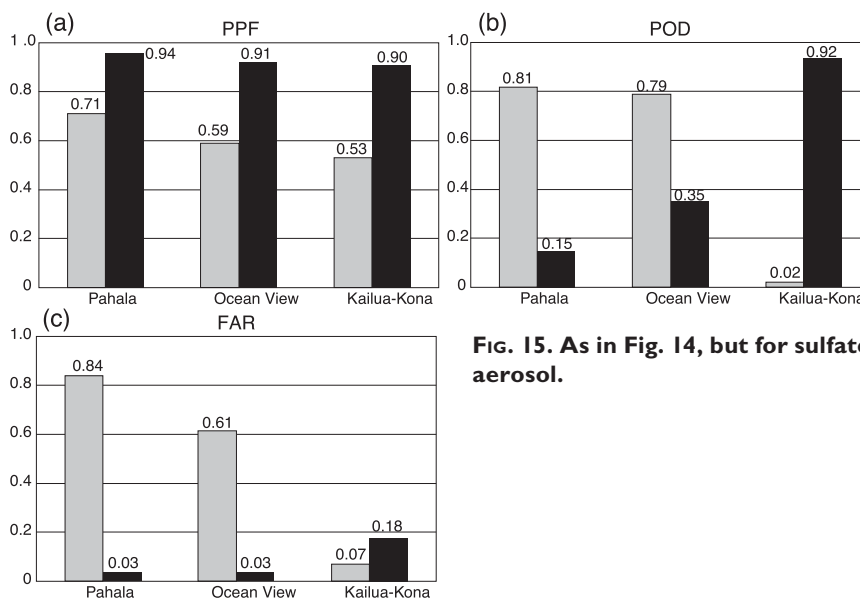 (a) PPF
1.0
0.8
0.6
0.4
0.2
0
0.71 0.94 0.59 0.91 0.53 0.90
Pahala Ocean View Kailua-Kona
(b) POD
1.0
0.8
0.6
0.4
0.2
0
0.81 0.15 0.79 0.35 0.02 0.92
Pahala Ocean View Kailua-Kona
(c) FAR
1.0
0.8
0.6
0.4
0.2
0
0.84 0.03 0.61 0.03 0.07 0.18
Pahala Ocean View Kailua-Kona
FIG. 15. As in Fig. 14, but for sulfate
aerosol.